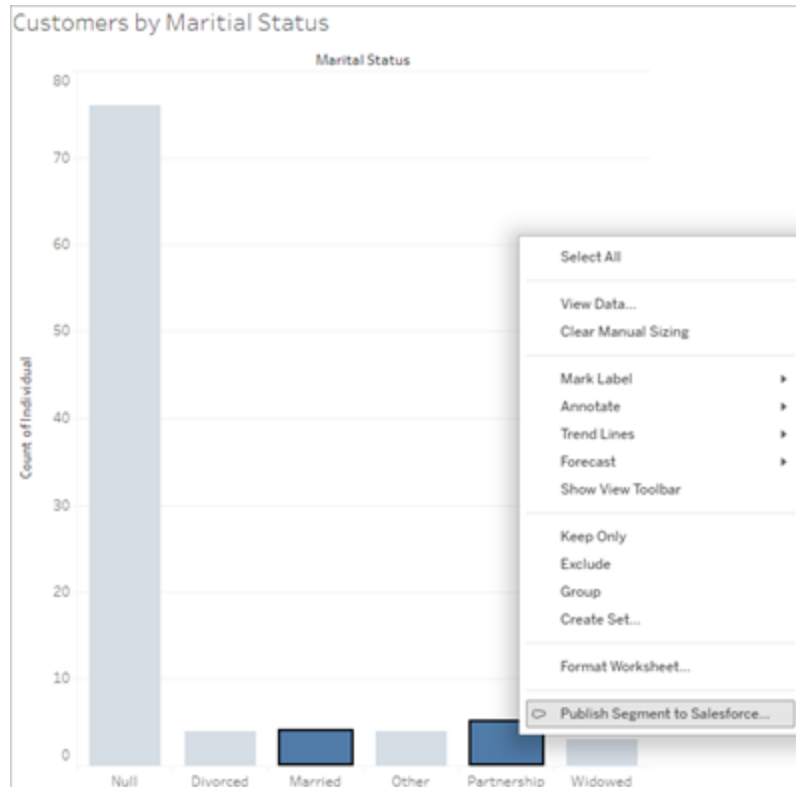 Customers by Maritial Status
Marital Status
80
70
60
50
40
30
20
10
0
Count of Individual
Null Divorced Married Other Partnership Widowed
Select All
View Data...
Clear Manual Sizing
Mark Label
Annotate
Trend Lines
Forecast
Show View Toolbar
Keep Only
Exclude
Group
Create Set...
Format Worksheet...
Publish Segment to Salesforce...